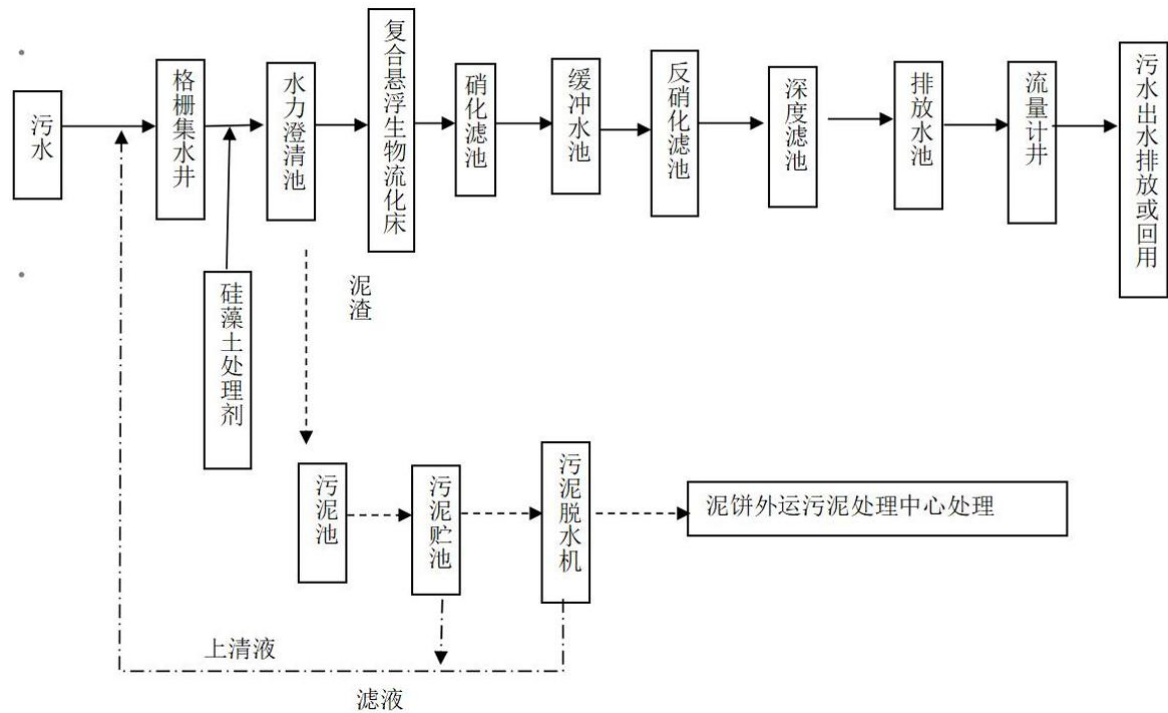 污水
格栅集水井
水力澄清池
复合悬浮生物流化床
硝化滤池
缓冲水池
反硝化滤池
深度滤池
排放水池
流量计井
污水出水排放或回用
硅藻土处理剂
泥渣
污泥池
污泥贮池
污泥脱水机
泥饼外运污泥处理中心处理
上清液
滤液